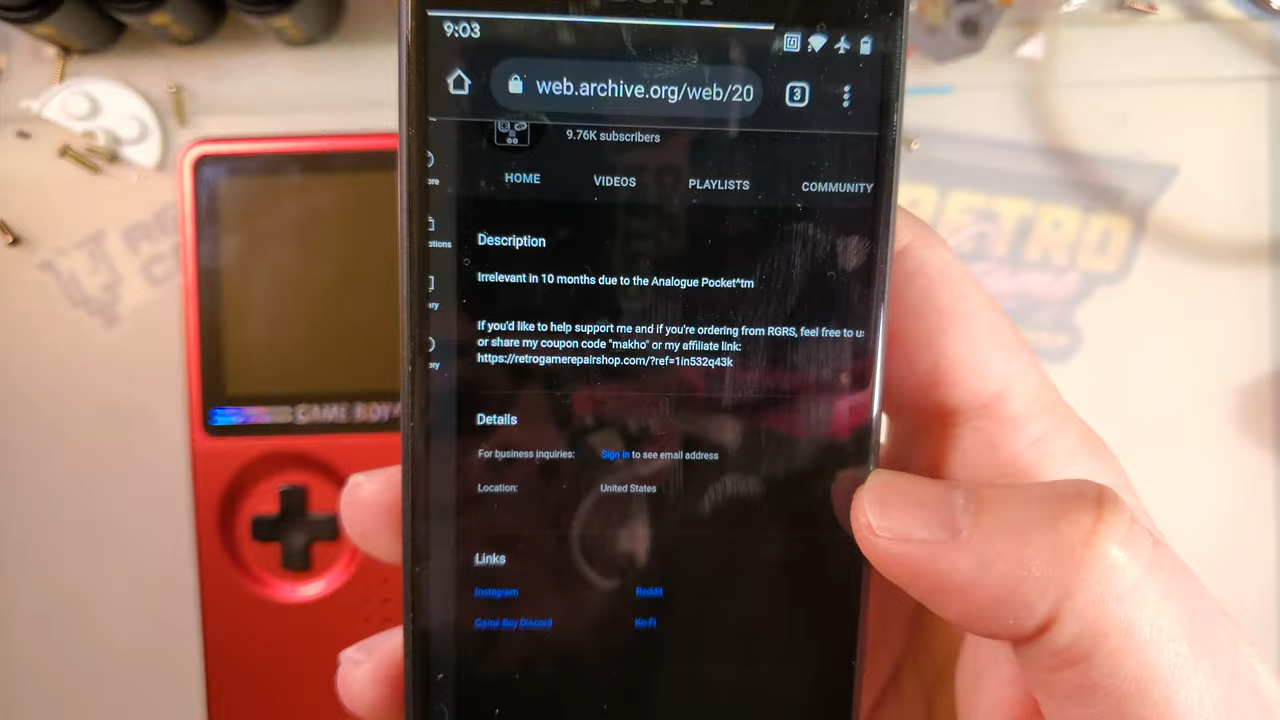 9:03
web.archive.org/web/20
3
9.76K subscribers
HOME VIDEOS PLAYLISTS COMMUNITY
Description
Irrelevant in 10 months due to the Analogue Pocket^tm
If you'd like to help support me and if you're ordering from RGRS, feel free to u
or share my coupon code "makho" or my affiliate link:
https://retrogamerepairshop.com/?ref=1in532q43k
Details
For business inquiries: Sign in to see email address
Location: United States
Links
Instagram Reddit
Game Boy Discord Ko-Fi
GAME BOY
RETRO